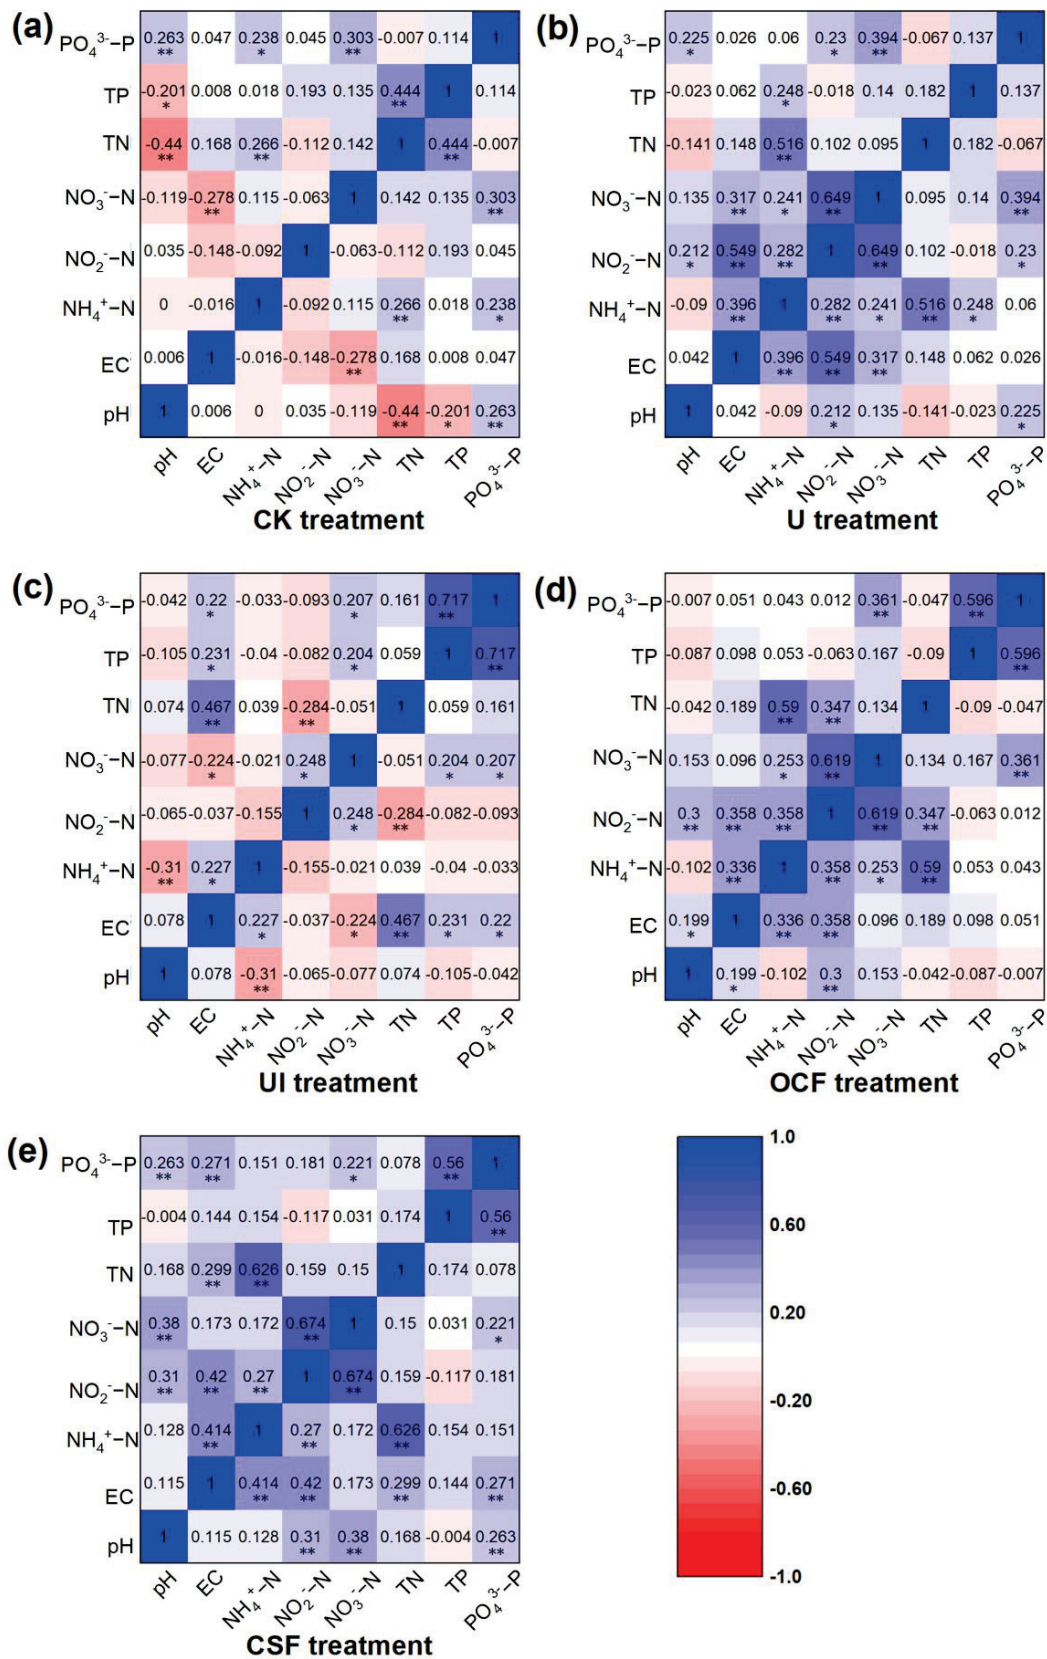 (a)
PO₄³⁻–P 0.263 0.047 0.238 0.045 0.303 -0.007 0.114 1
** * **
TP -0.201 0.008 0.018 0.193 0.135 0.444 1 0.114
* **
TN -0.44 0.168 0.266 -0.112 0.142 1 0.444 -0.007
** ** **
NO₃⁻–N -0.119 -0.278 0.115 -0.063 1 0.142 0.135 0.303
** **
NO₂⁻–N 0.035 -0.148 -0.092 1 -0.063 -0.112 0.193 0.045
NH₄⁺–N 0 -0.016 1 -0.092 0.115 0.266 0.018 0.238
** *
EC 0.006 1 -0.016 -0.148 -0.278 0.168 0.008 0.047
**
pH 1 0.006 0 0.035 -0.119 -0.44 -0.201 0.263
** * **
pH EC NH₄⁺–N NO₂⁻–N NO₃⁻–N TN TP PO₄³⁻–P
CK treatment
(b)
PO₄³⁻–P 0.225 0.026 0.06 0.23 0.394 -0.067 0.137 1
* * **
TP -0.023 0.062 0.248 -0.018 0.14 0.182 1 0.137
*
TN -0.141 0.148 0.516 0.102 0.095 1 0.182 -0.067
**
NO₃⁻–N 0.135 0.317 0.241 0.649 1 0.095 0.14 0.394
** * ** **
NO₂⁻–N 0.212 0.549 0.282 1 0.649 0.102 -0.018 0.23
* ** ** ** *
NH₄⁺–N -0.09 0.396 1 0.282 0.241 0.516 0.248 0.06
** ** * ** *
EC 0.042 1 0.396 0.549 0.317 0.148 0.062 0.026
** ** **
pH 1 0.042 -0.09 0.212 0.135 -0.141 -0.023 0.225
* *
pH EC NH₄⁺–N NO₂⁻–N NO₃⁻–N TN TP PO₄³⁻–P
U treatment
(c)
PO₄³⁻–P -0.042 0.22 -0.033 -0.093 0.207 0.161 0.717 1
* * **
TP -0.105 0.231 -0.04 -0.082 0.204 0.059 1 0.717
* * **
TN 0.074 0.467 0.039 -0.284 -0.051 1 0.059 0.161
** **
NO₃⁻–N -0.077 -0.224 -0.021 0.248 1 -0.051 0.204 0.207
* * * *
NO₂⁻–N -0.065 -0.037 -0.155 1 0.248 -0.284 -0.082 -0.093
* **
NH₄⁺–N -0.31 0.227 1 -0.155 -0.021 0.039 -0.04 -0.033
** *
EC 0.078 1 0.227 -0.037 -0.224 0.467 0.231 0.22
* * ** * *
pH 1 0.078 -0.31 -0.065 -0.077 0.074 -0.105 -0.042
**
pH EC NH₄⁺–N NO₂⁻–N NO₃⁻–N TN TP PO₄³⁻–P
UI treatment
(d)
PO₄³⁻–P -0.007 0.051 0.043 0.012 0.361 -0.047 0.596 1
** **
TP -0.087 0.098 0.053 -0.063 0.167 -0.09 1 0.596
**
TN -0.042 0.189 0.59 0.347 0.134 1 -0.09 -0.047
** **
NO₃⁻–N 0.153 0.096 0.253 0.619 1 0.134 0.167 0.361
* ** **
NO₂⁻–N 0.3 0.358 0.358 1 0.619 0.347 -0.063 0.012
** ** ** ** **
NH₄⁺–N -0.102 0.336 1 0.358 0.253 0.59 0.053 0.043
** ** * **
EC 0.199 1 0.336 0.358 0.096 0.189 0.098 0.051
* ** **
pH 1 0.199 -0.102 0.3 0.153 -0.042 -0.087 -0.007
* **
pH EC NH₄⁺–N NO₂⁻–N NO₃⁻–N TN TP PO₄³⁻–P
OCF treatment
(e)
PO₄³⁻–P 0.263 0.271 0.151 0.181 0.221 0.078 0.56 1
** ** * **
TP -0.004 0.144 0.154 -0.117 0.031 0.174 1 0.56
**
TN 0.168 0.299 0.626 0.159 0.15 1 0.174 0.078
** **
NO₃⁻–N 0.38 0.173 0.172 0.674 1 0.15 0.031 0.221
** ** *
NO₂⁻–N 0.31 0.42 0.27 1 0.674 0.159 -0.117 0.181
** ** ** **
NH₄⁺–N 0.128 0.414 1 0.27 0.172 0.626 0.154 0.151
** ** **
EC 0.115 1 0.414 0.42 0.173 0.299 0.144 0.271
** ** ** **
pH 1 0.115 0.128 0.31 0.38 0.168 -0.004 0.263
** ** **
pH EC NH₄⁺–N NO₂⁻–N NO₃⁻–N TN TP PO₄³⁻–P
CSF treatment
1.0
0.60
0.20
-0.20
-0.60
-1.0